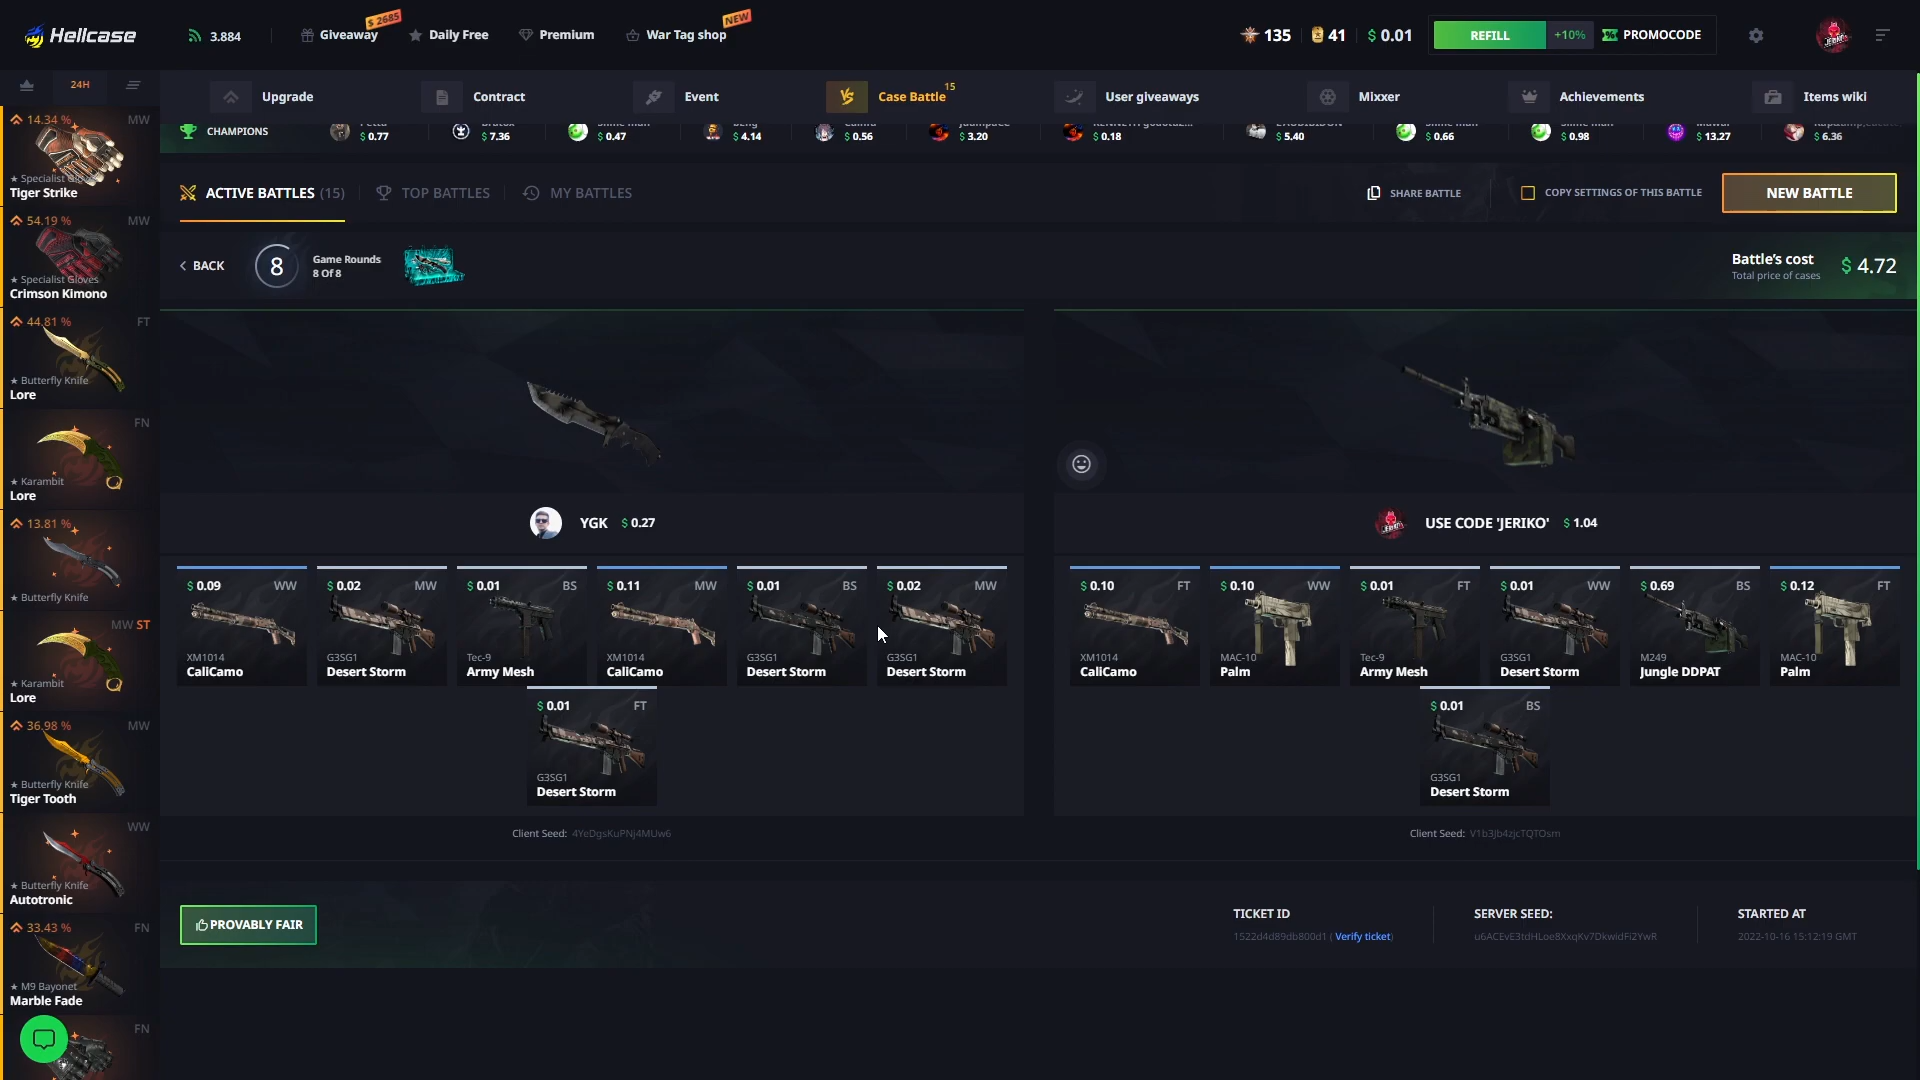 Hellcase
3.884
Giveaway
$ 2685
Daily Free
Premium
War Tag shop
NEW
135
41
$ 0.01
REFILL
+10%
PROMOCODE
24H
Upgrade
Contract
Event
Case Battle
15
User giveaways
Mixxer
Achievements
Items wiki
CHAMPIONS
$ 0.77
$ 7.36
$ 0.47
$ 4.14
$ 0.56
$ 3.20
$ 0.18
$ 5.40
$ 0.66
$ 0.98
$ 13.27
$ 6.36
ACTIVE BATTLES (15)
TOP BATTLES
MY BATTLES
SHARE BATTLE
COPY SETTINGS OF THIS BATTLE
NEW BATTLE
BACK
8
Game Rounds
8 Of 8
Battle's cost
Total price of cases
$ 4.72
14.34 %
MW
★ Specialist Gloves
Tiger Strike
54.19 %
MW
★ Specialist Gloves
Crimson Kimono
44.81 %
FT
★ Butterfly Knife
Lore
FN
★ Karambit
Lore
13.81 %
★ Butterfly Knife
MW ST
★ Karambit
Lore
36.98 %
MW
★ Butterfly Knife
Tiger Tooth
WW
★ Butterfly Knife
Autotronic
33.43 %
FN
★ M9 Bayonet
Marble Fade
FN
YGK
$ 0.27
$ 0.09
WW
XM1014
CaliCamo
$ 0.02
MW
G3SG1
Desert Storm
$ 0.01
BS
Tec-9
Army Mesh
$ 0.11
MW
XM1014
CaliCamo
$ 0.01
BS
G3SG1
Desert Storm
$ 0.02
MW
G3SG1
Desert Storm
$ 0.01
FT
G3SG1
Desert Storm
Client Seed: 4YeDgsKuPNj4MUw6
USE CODE 'JERIKO'
$ 1.04
$ 0.10
FT
XM1014
CaliCamo
$ 0.10
WW
MAC-10
Palm
$ 0.01
FT
Tec-9
Army Mesh
$ 0.01
WW
G3SG1
Desert Storm
$ 0.69
BS
M249
Jungle DDPAT
$ 0.12
FT
MAC-10
Palm
$ 0.01
BS
G3SG1
Desert Storm
Client Seed: V1b3Jb4zjcTQTOsm
PROVABLY FAIR
TICKET ID
1522d4d89db800d1 ( Verify ticket)
SERVER SEED:
u6ACEvE3tdHLoe8XxqKv7DkwidFi2YwR
STARTED AT
2022-10-16 15:12:19 GMT